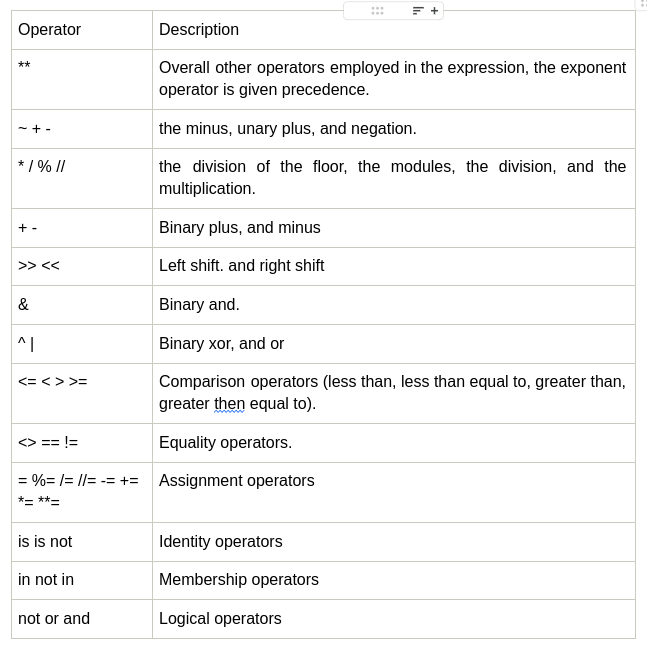 Operator Description
** Overall other operators employed in the expression, the exponent
operator is given precedence.
~ + - the minus, unary plus, and negation.
* / % // the division of the floor, the modules, the division, and the
multiplication.
+ - Binary plus, and minus
>> << Left shift. and right shift
& Binary and.
^ | Binary xor, and or
<= < > >= Comparison operators (less than, less than equal to, greater than,
greater then equal to).
<> == != Equality operators.
= %= /= //= -= += Assignment operators
*= **=
is is not Identity operators
in not in Membership operators
not or and Logical operators